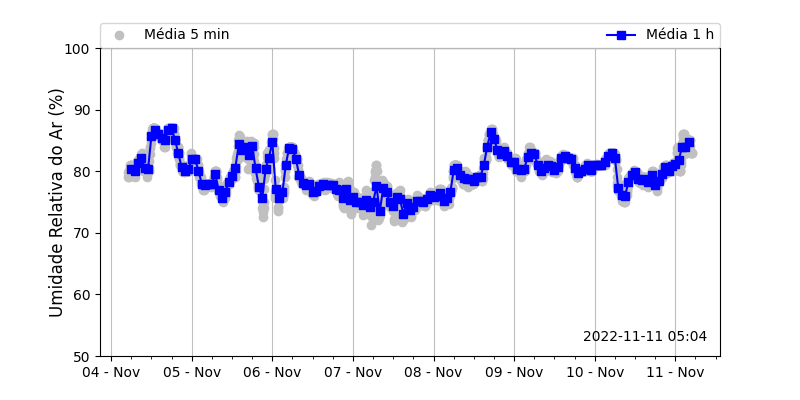 Média 5 min
Média 1 h
Umidade Relativa do Ar (%)
100
90
80
70
60
50
2022-11-11 05:04
04 - Nov
05 - Nov
06 - Nov
07 - Nov
08 - Nov
09 - Nov
10 - Nov
11 - Nov